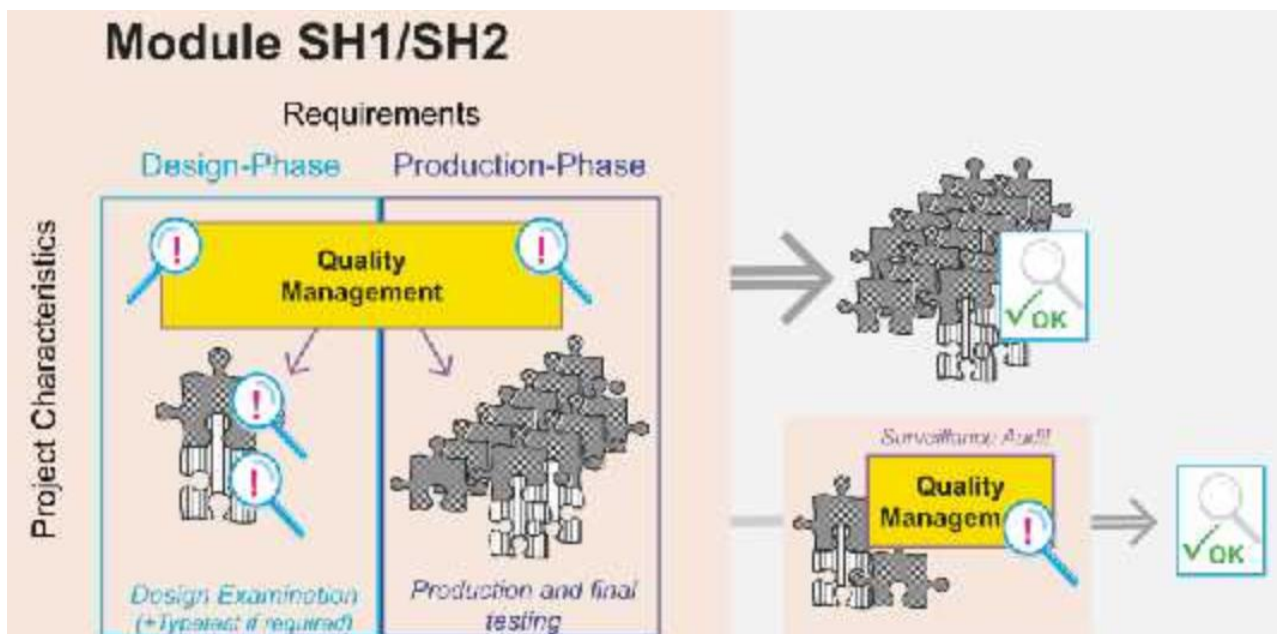 Module SH1/SH2
Requirements
Design-Phase
Production-Phase
Project Characteristics
!
!
Quality
Management
!
!
Design Examination
(+Typetest if required)
Production and final
testing
OK
Surveillance Audit
Quality
Managem
!
OK